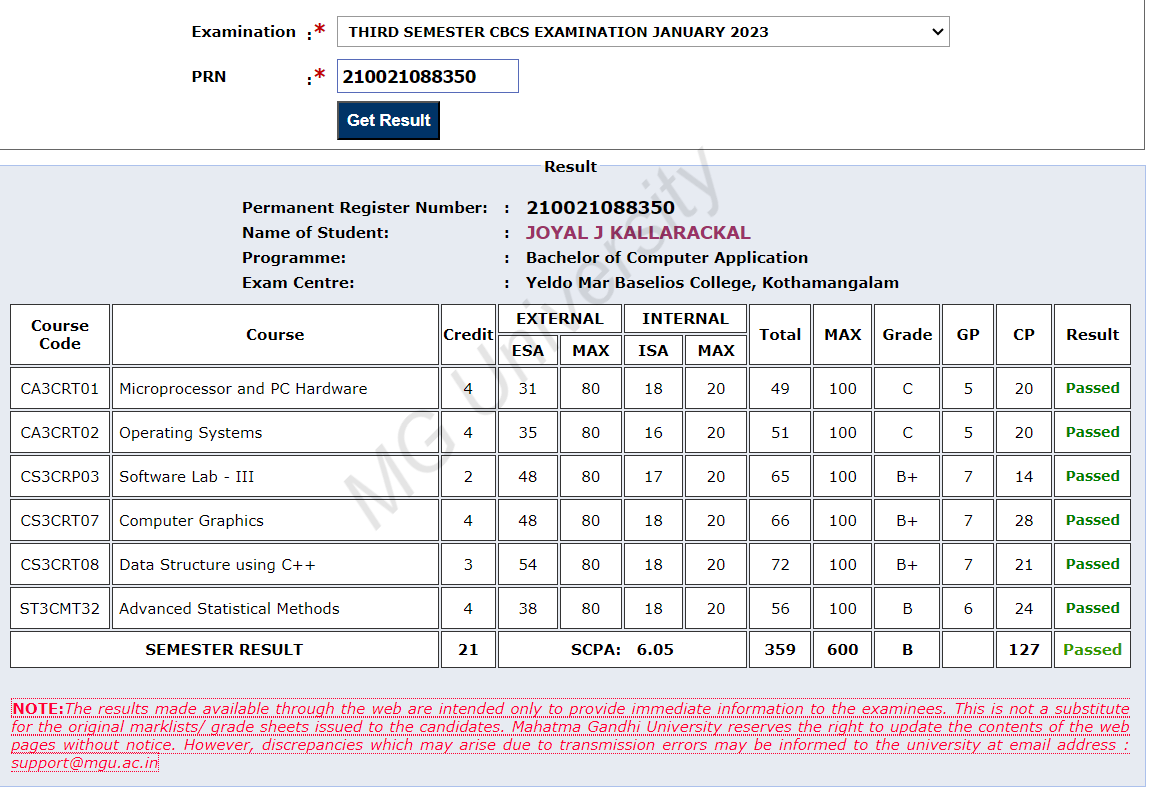 Examination :* THIRD SEMESTER CBCS EXAMINATION JANUARY 2023
PRN :* 210021088350
Get Result
Result
Permanent Register Number: : 210021088350
Name of Student: : JOYAL J KALLARACKAL
Programme: : Bachelor of Computer Application
Exam Centre: : Yeldo Mar Baselios College, Kothamangalam
MG University
Course Code Course Credit EXTERNAL INTERNAL Total MAX Grade GP CP Result
ESA MAX ISA MAX
CA3CRT01 Microprocessor and PC Hardware 4 31 80 18 20 49 100 C 5 20 Passed
CA3CRT02 Operating Systems 4 35 80 16 20 51 100 C 5 20 Passed
CS3CRP03 Software Lab - III 2 48 80 17 20 65 100 B+ 7 14 Passed
CS3CRT07 Computer Graphics 4 48 80 18 20 66 100 B+ 7 28 Passed
CS3CRT08 Data Structure using C++ 3 54 80 18 20 72 100 B+ 7 21 Passed
ST3CMT32 Advanced Statistical Methods 4 38 80 18 20 56 100 B 6 24 Passed
SEMESTER RESULT 21 SCPA: 6.05 359 600 B 127 Passed
NOTE:The results made available through the web are intended only to provide immediate information to the examinees. This is not a substitute
for the original marklists/ grade sheets issued to the candidates. Mahatma Gandhi University reserves the right to update the contents of the web
pages without notice. However, discrepancies which may arise due to transmission errors may be informed to the university at email address :
support@mgu.ac.in